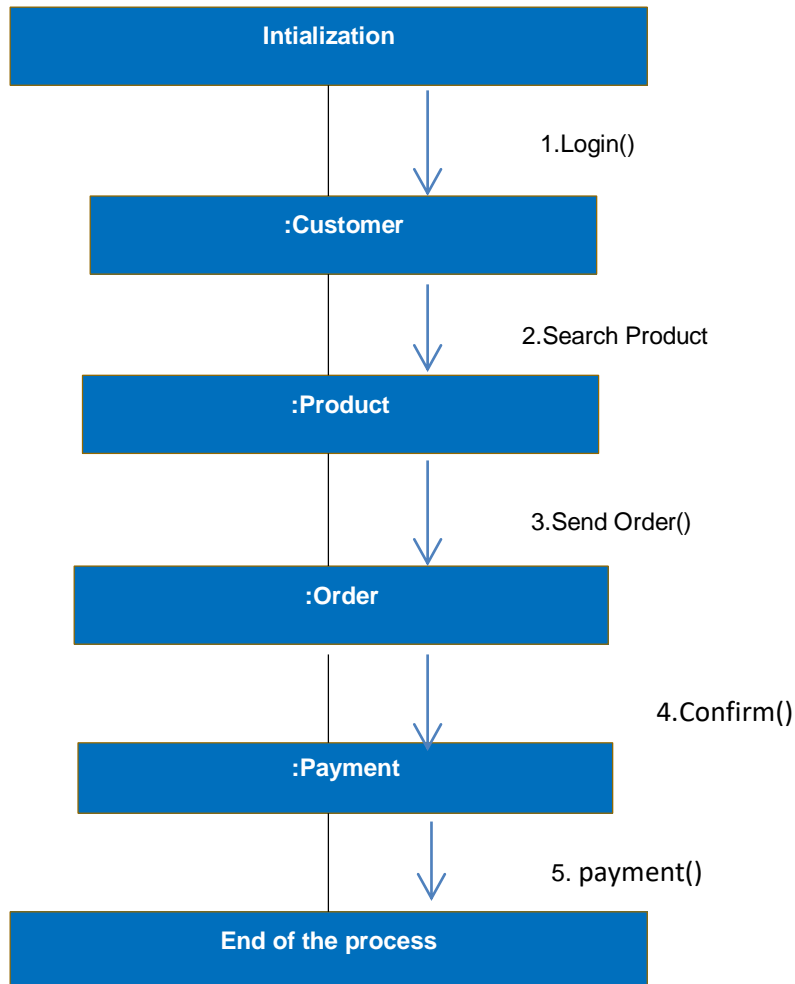 Intialization
1.Login()
:Customer
2.Search Product
:Product
3.Send Order()
:Order
4.Confirm()
:Payment
5. payment()
End of the process